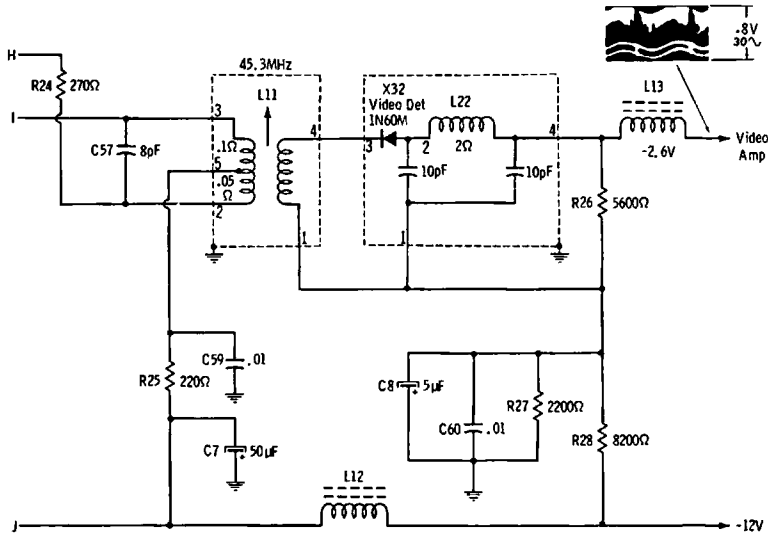 .8V
30~
H
R24 270Ω
45.3MHz
L11
X32
Video Det
1N60M
L22
L13
I
3
4
3
2
4
Video
Amp
C57 8pF
.1Ω
2Ω
-2.6V
5
.05
Ω
2
10pF
10pF
R26 5600Ω
1
1
C59 .01
R25 220Ω
C8 5µF
R27 2200Ω
C60 .01
R28 8200Ω
C7 50µF
L12
J
-12V
+
+